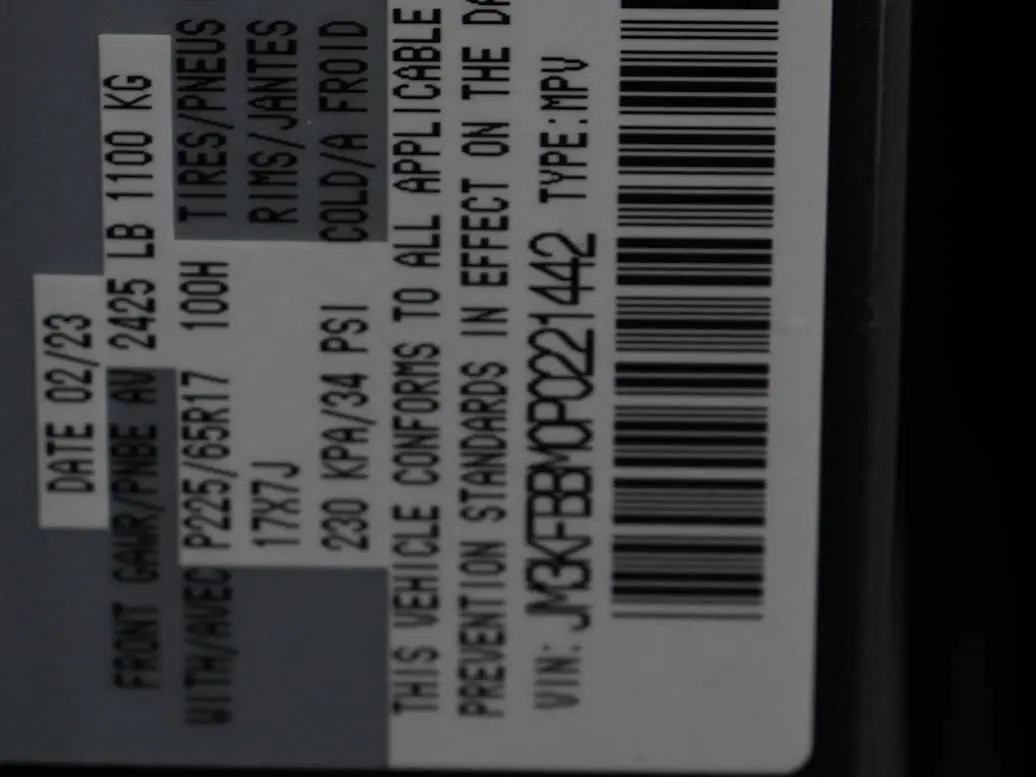 DATE 02/23
FRONT GAWR/PNBE AV 2425 LB 1100 KG
WITH/AVEC P225/65R17 100H TIRES/PNEUS
17X7J RIMS/JANTES
230 KPA/34 PSI COLD/A FROID
THIS VEHICLE CONFORMS TO ALL APPLICABLE
PREVENTION STANDARDS IN EFFECT ON THE DA
VIN: JM3KFBBM0P0221442 TYPE:MPV